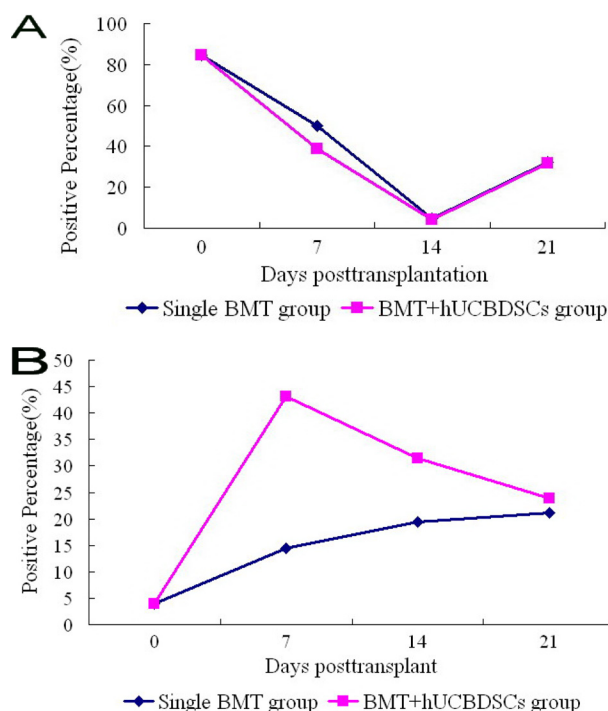 A
Positive Percentage(%)
100
80
60
40
20
0
0 7 14 21
Days posttransplantation
Single BMT group BMT+hUCBDSCs group
B
Positive Percentage(%)
50
45
40
35
30
25
20
15
10
5
0
0 7 14 21
Days posttransplant
Single BMT group BMT+hUCBDSCs group